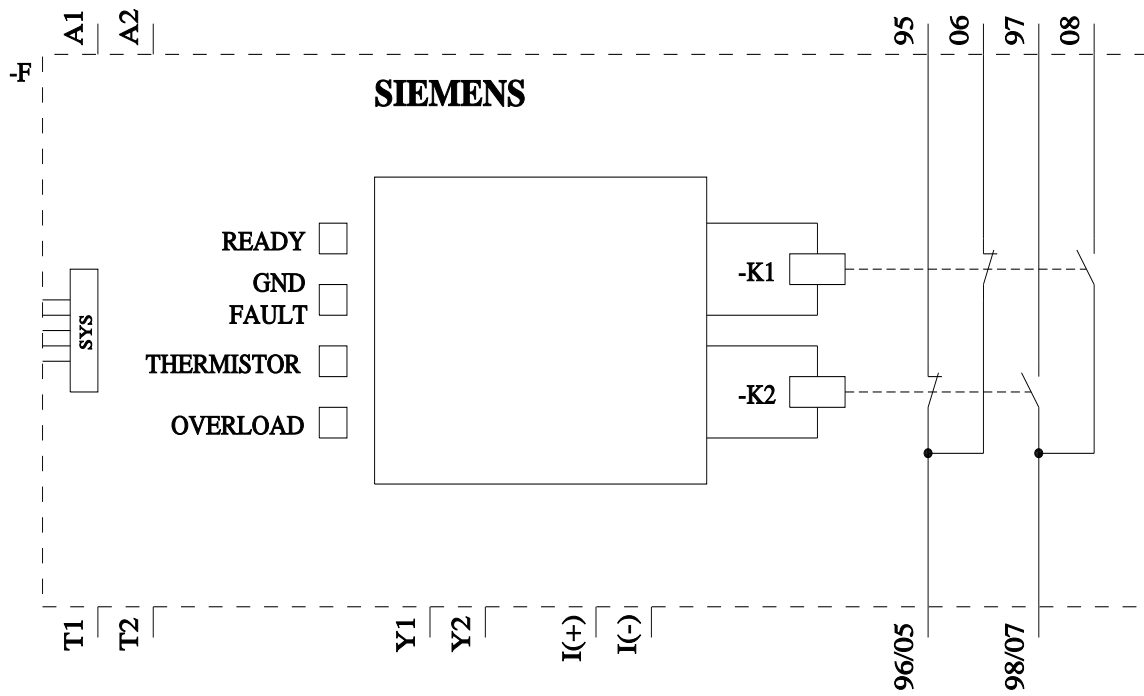 A1
A2
95
06
97
08
-F
SIEMENS
READY
GND
FAULT
THERMISTOR
OVERLOAD
SYS
-K1
-K2
T1
T2
Y1
Y2
I(+)
I(-)
96/05
98/07